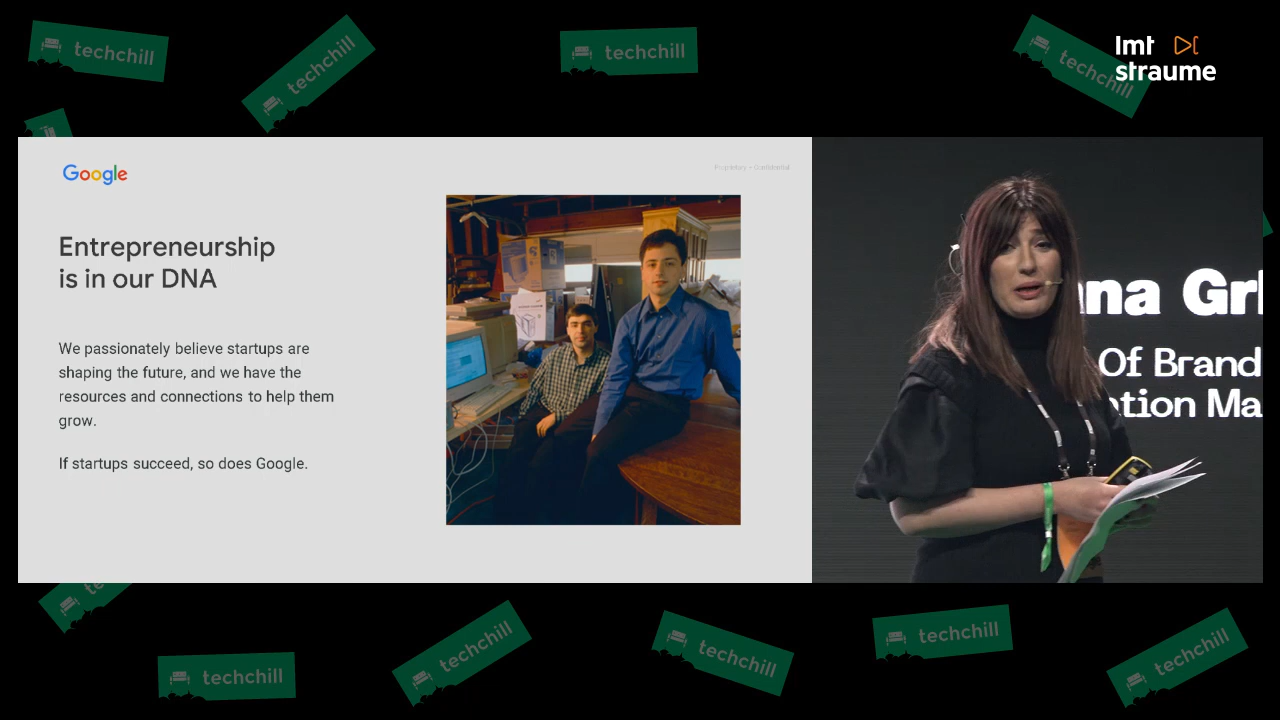 techchill
techchill
techchill
techchill
lmt
straume
Google
Proprietary + Confidential
Entrepreneurship
is in our DNA
We passionately believe startups are
shaping the future, and we have the
resources and connections to help them
grow.
If startups succeed, so does Google.
na Gr
Of Brand
tion Ma
techchill
techchill
techchill
techchill
techchill